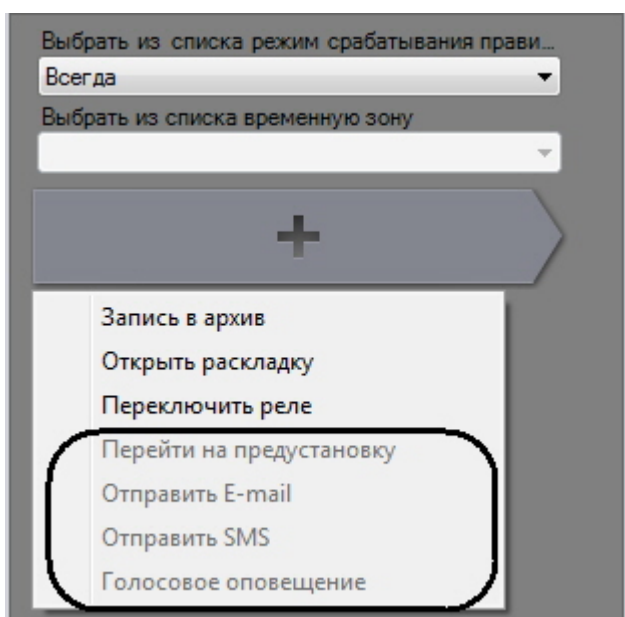 Выбрать из списка режим срабатывания прави...
Всегда
Выбрать из списка временную зону
Запись в архив
Открыть раскладку
Переключить реле
Перейти на предустановку
Отправить E-mail
Отправить SMS
Голосовое оповещение